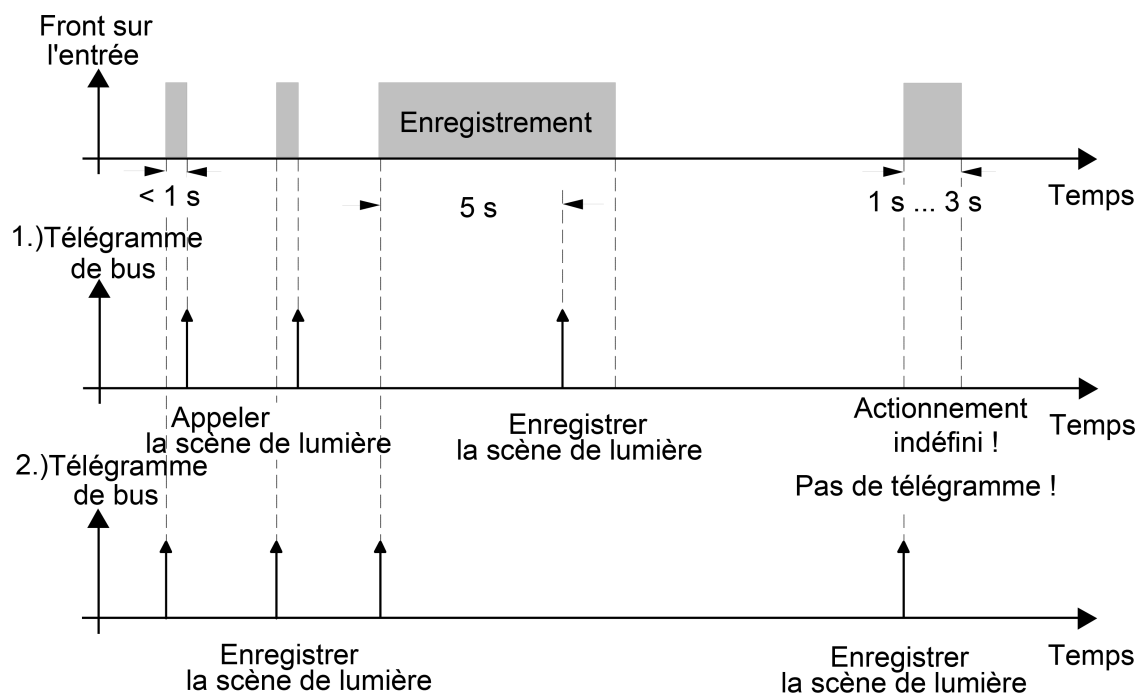 Front sur
l'entrée
Enregistrement
< 1 s
5 s
1 s ... 3 s
Temps
1.)Télégramme
de bus
Appeler
la scène de lumière
Enregistrer
la scène de lumière
Actionnement
indéfini !
Temps
Pas de télégramme !
2.)Télégramme
de bus
Enregistrer
la scène de lumière
Enregistrer
la scène de lumière
Temps